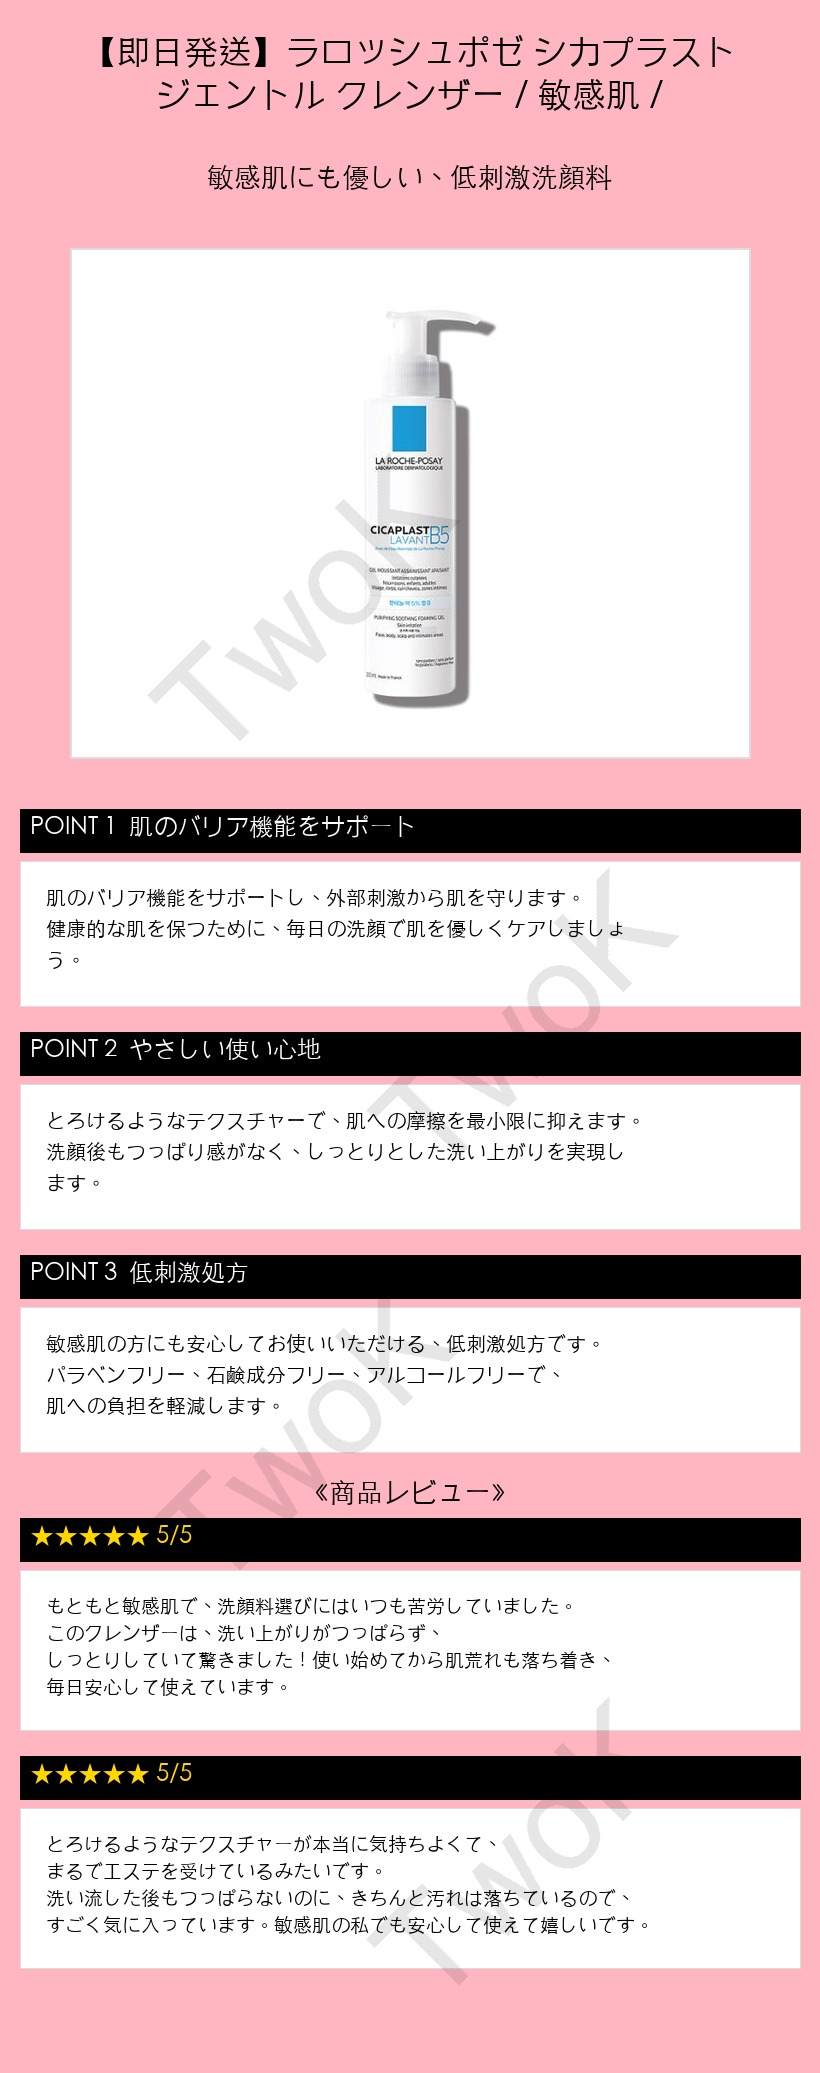 【即日発送】ラロッシュポゼ シカプラスト
ジェントル クレンザー / 敏感肌 /
敏感肌にも優しい、低刺激洗顔料
LA ROCHE-POSAY
LABORATOIRE DERMATOLOGIQUE
CICAPLAST B5
LAVANT
GEL MOUSSANT ASSAINISSANT APAISANT
Irritations cutanées
Nourrissons, enfants, adultes
Visage, corps, cuir chevelu, zones intimes
PURIFYING SOOTHING FOAMING GEL
Skin irritation
Face, body, scalp and intimate areas
Made in France
TwoK
POINT 1 肌のバリア機能をサポート
肌のバリア機能をサポートし、外部刺激から肌を守ります。
健康的な肌を保つために、毎日の洗顔で肌を優しくケアしましょ
う。
TwoK
POINT 2 やさしい使い心地
とろけるようなテクスチャーで、肌への摩擦を最小限に抑えます。
洗顔後もつっぱり感がなく、しっとりとした洗い上がりを実現し
ます。
POINT 3 低刺激処方
敏感肌の方にも安心してお使いいただける、低刺激処方です。
パラベンフリー、石鹸成分フリー、アルコールフリーで、
肌への負担を軽減します。
TwoK
《商品レビュー》
★★★★★ 5/5
もともと敏感肌で、洗顔料選びにはいつも苦労していました。
このクレンザーは、洗い上がりがつっぱらず、
しっとりしていて驚きました！使い始めてから肌荒れも落ち着き、
毎日安心して使えています。
★★★★★ 5/5
とろけるようなテクスチャーが本当に気持ちよくて、
まるでエステを受けているみたいです。
洗い流した後もつっぱらないのに、きちんと汚れは落ちているので、
すごく気に入っています。敏感肌の私でも安心して使えて嬉しいです。
TwoK